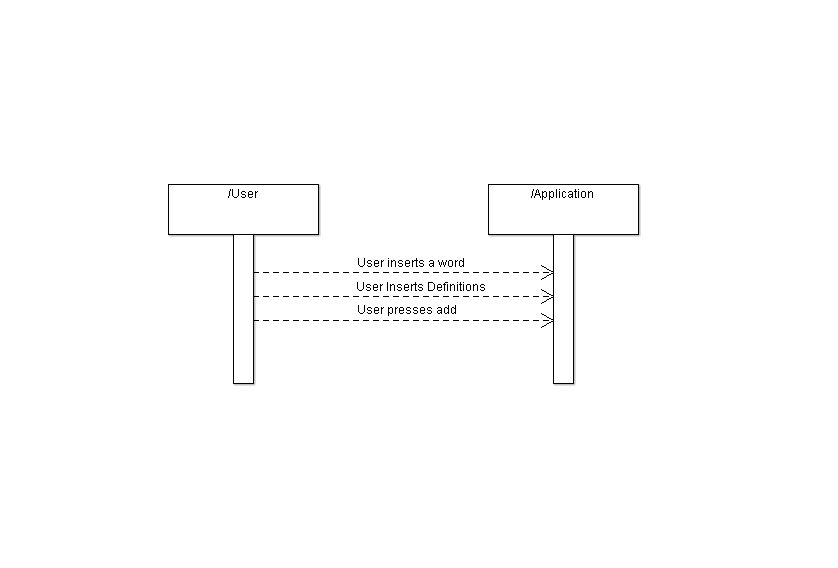 /User
/Application
User inserts a word
User Inserts Definitions
User presses add